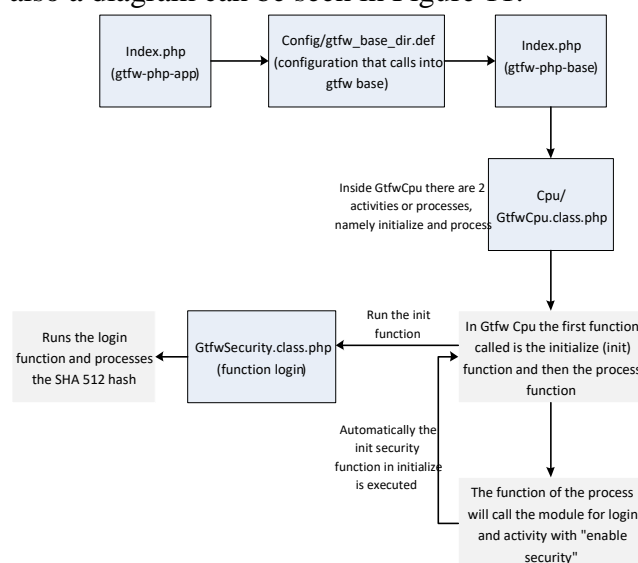 also a diagram can be seen in Figure 11.
Index.php
(gtfw-php-app)
Config/gtfw_base_dir.def
(configuration that calls into
gtfw base)
Index.php
(gtfw-php-base)
Inside GtfwCpu there are 2
activities or processes,
namely initialize and process
Cpu/
GtfwCpu.class.php
Run the init
function
In Gtfw Cpu the first function
called is the initialize (init)
function and then the process
function
GtfwSecurity.class.php
(function login)
Runs the login
function and processes
the SHA 512 hash
Automatically the
init security
function in initialize
is executed
The function of the process
will call the module for login
and activity with "enable
security"